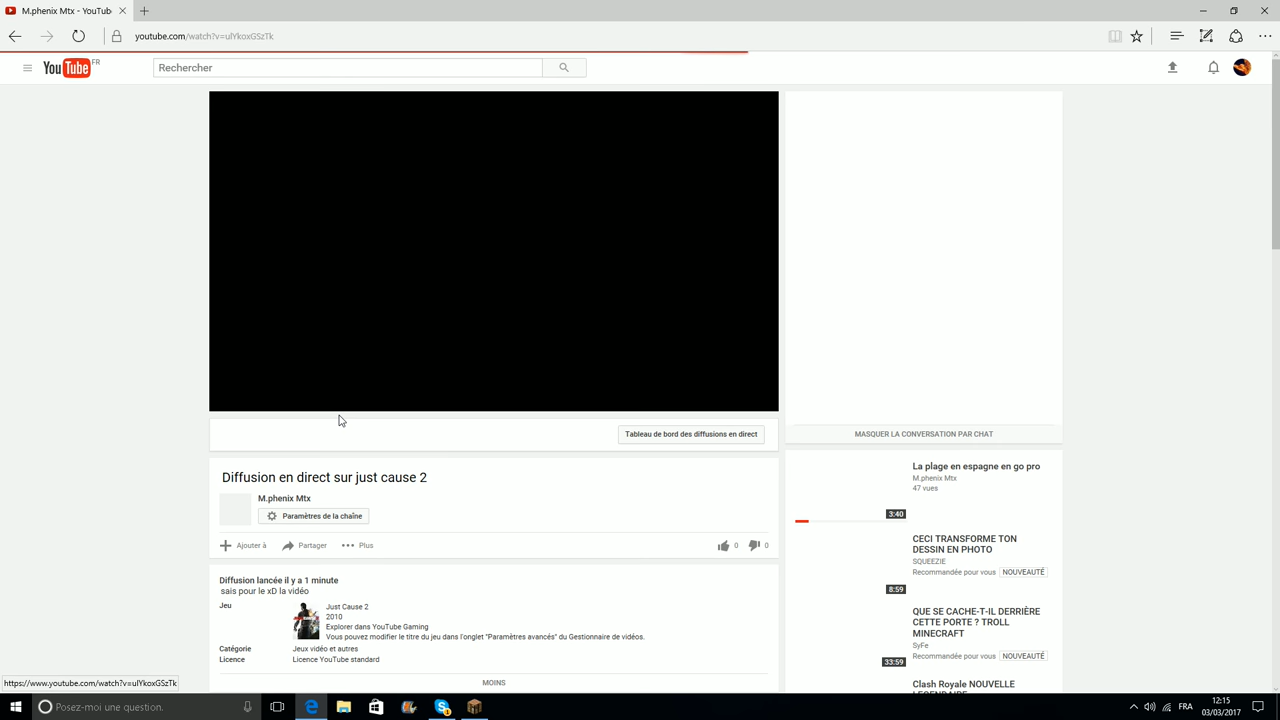 M.phenix Mtx - YouTub
youtube.com/watch?v=ulYkoxGSzTk
YouTube FR
Rechercher
Tableau de bord des diffusions en direct
MASQUER LA CONVERSATION PAR CHAT
Diffusion en direct sur just cause 2
M.phenix Mtx
Paramètres de la chaîne
Ajouter à
Partager
Plus
0
0
Diffusion lancée il y a 1 minute
sais pour le xD la vidéo
Jeu
Just Cause 2
2010
Explorer dans YouTube Gaming
Vous pouvez modifier le titre du jeu dans l'onglet "Paramètres avancés" du Gestionnaire de vidéos.
Catégorie
Jeux vidéo et autres
Licence
Licence YouTube standard
MOINS
La plage en espagne en go pro
M.phenix Mtx
47 vues
3:40
CECI TRANSFORME TON
DESSIN EN PHOTO
SQUEEZIE
Recommandée pour vous NOUVEAUTÉ
8:59
QUE SE CACHE-T-IL DERRIÈRE
CETTE PORTE ? TROLL
MINECRAFT
SyFe
Recommandée pour vous NOUVEAUTÉ
33:59
Clash Royale NOUVELLE
https://www.youtube.com/watch?v=ulYkoxGSzTk
Posez-moi une question.
FRA
12:15
03/03/2017